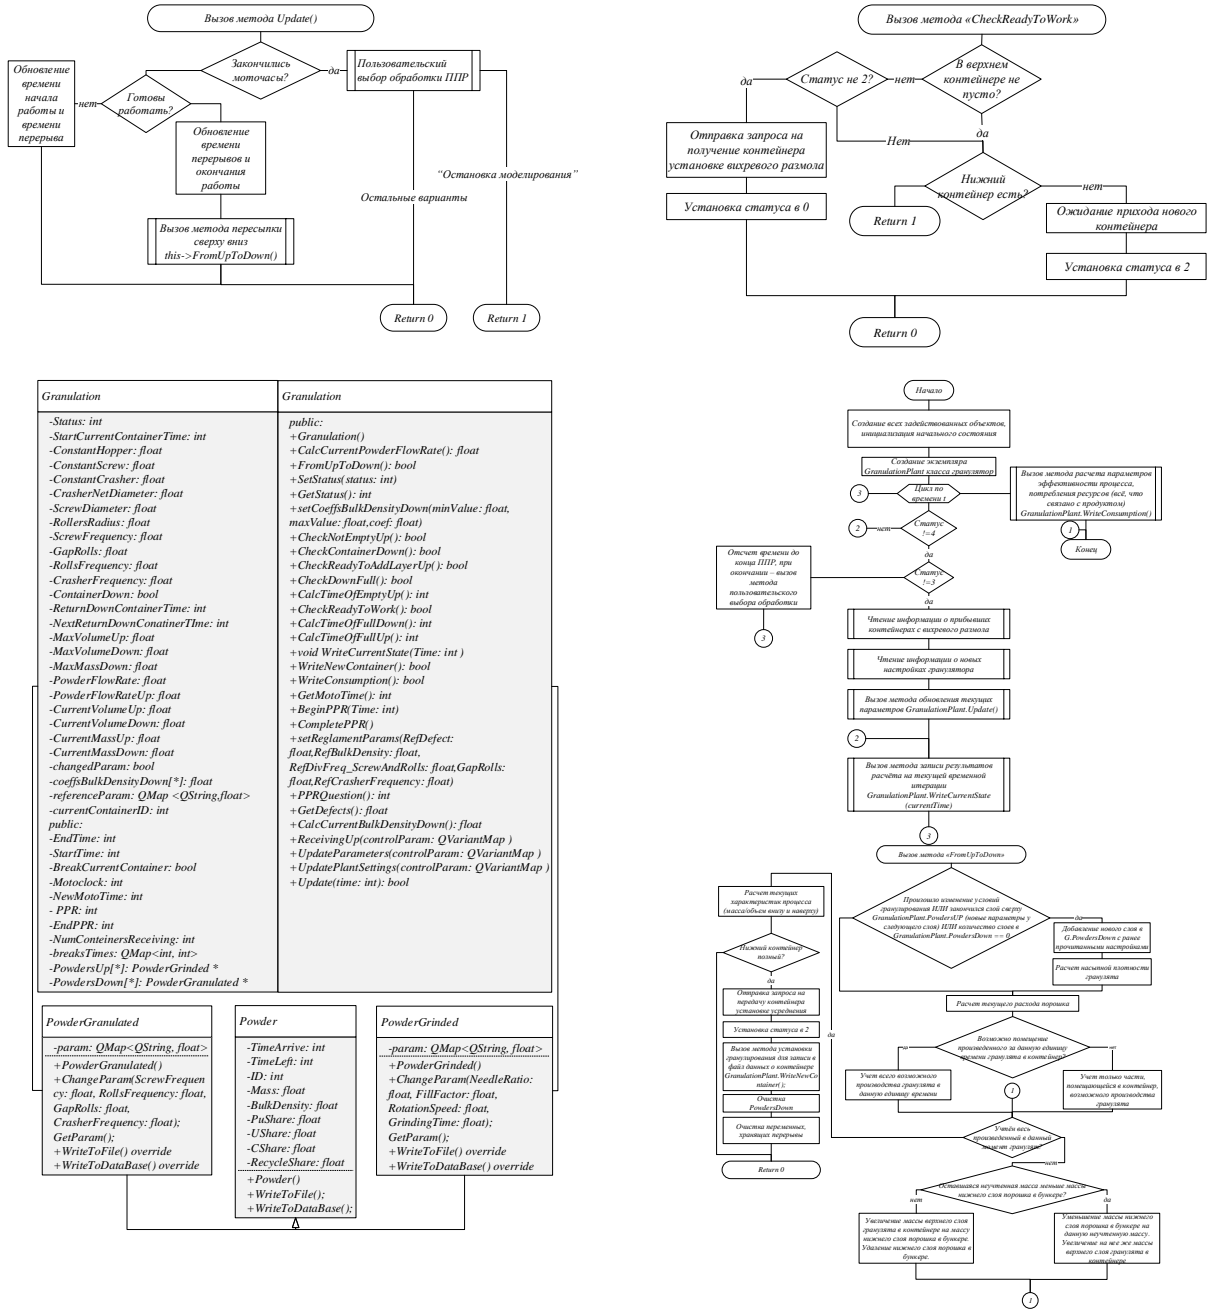 Вызов метода Update()
Закончились
моточасы?
да
Пользовательский
выбор обработки ППР
Обновление
времени
начала
работы и
времени
перерыва
нет
Готовы
работать?
Обновление
времени
перерывов и
окончания
работы
Вызов метода пересыпки
сверху вниз
this->FromUpToDown()
Остальные варианты
“Остановка моделирования”
Return 0
Return 1
Вызов метода «CheckReadyToWork»
В верхнем
контейнере не
пусто?
нет
Статус не 2?
да
Нет
да
Отправка запроса на
получение контейнера
установке вихревого размола
Установка статуса в 0
Нижний
контейнер есть?
нет
Return 1
Ожидание прихода нового
контейнера
Установка статуса в 2
Return 0
Granulation
-Status: int
-StartCurrentContainerTime: int
-ConstantHopper: float
-ConstantScrew: float
-ConstantCrasher: float
-CrasherNetDiameter: float
-ScrewDiameter: float
-RollersRadius: float
-ScrewFrequency: float
-GapRolls: float
-RollsFrequency: float
-CrasherFrequency: float
-ContainerDown: bool
-ReturnDownContainerTime: int
-NextReturnDownConatinerTIme: int
-MaxVolumeUp: float
-MaxVolumeDown: float
-MaxMassDown: float
-PowderFlowRate: float
-PowderFlowRateUp: float
-CurrentVolumeUp: float
-CurrentVolumeDown: float
-CurrentMassUp: float
-CurrentMassDown: float
-changedParam: bool
-coeffsBulkDensityDown[*]: float
-referenceParam: QMap <QString,float>
-currentContainerID: int
public:
-EndTime: int
-StartTime: int
-BreakCurrentContainer: bool
-Motoclock: int
-NewMotoTime: int
- PPR: int
-EndPPR: int
-NumConteinersReceiving: int
-breaksTimes: QMap<int, int>
-PowdersUp[*]: PowderGrinded *
-PowdersDown[*]: PowderGranulated *
Granulation
public:
+Granulation()
+CalcCurrentPowderFlowRate(): float
+FromUpToDown(): bool
+SetStatus(status: int)
+GetStatus(): int
+setCoeffsBulkDensityDown(minValue: float,
maxValue: float,coef: float)
+CheckNotEmptyUp(): bool
+CheckContainerDown(): bool
+CheckReadyToAddLayerUp(): bool
+CheckDownFull(): bool
+CalcTimeOfEmptyUp(): int
+CheckReadyToWork(): bool
+CalcTimeOfFullDown(): int
+CalcTimeOfFullUp(): int
+void WriteCurrentState(Time: int )
+WriteNewContainer(): bool
+WriteConsumption(): bool
+GetMotoTime(): int
+BeginPPR(Time: int)
+CompletePPR()
+setReglamentParams(RefDefect:
float,RefBulkDensity: float,
RefDivFreq_ScrewAndRolls: float,GapRolls:
float,RefCrasherFrequency: float)
+PPRQuestion(): int
+GetDefects(): float
+CalcCurrentBulkDensityDown(): float
+ReceivingUp(controlParam: QVariantMap )
+UpdateParameters(controlParam: QVariantMap )
+UpdatePlantSettings(controlParam: QVariantMap )
+Update(time: int): bool
PowderGranulated
-param: QMap<QString, float>
+PowderGranulated()
+ChangeParam(ScrewFrequen
cy: float, RollsFrequency: float,
GapRolls: float,
CrasherFrequency: float);
GetParam();
+WriteToFile() override
+WriteToDataBase() override
Powder
-TimeArrive: int
-TimeLeft: int
-ID: int
-Mass: float
-BulkDensity: float
-PuShare: float
-UShare: float
-CShare: float
-RecycleShare: float
+Powder()
+WriteToFile();
+WriteToDataBase();
PowderGrinded
-param: QMap<QString, float>
+PowderGrinded()
+ChangeParam(NeedleRatio:
float, FillFactor: float,
RotationSpeed: float,
GrindingTime: float);
GetParam();
+WriteToFile() override
+WriteToDataBase() override
Начало
Создание всех задействованных объектов,
инициализация начального состояния
Создание экземпляра
GranulationPlant класса гранулятор
3
Цикл по
времени t
Вызов метода расчета параметров
эффективности процесса,
потребления ресурсов (всё, что
связано с продуктом)
GranulationPlant.WriteConsumption()
1
Конец
2
нет
Статус
!=4
да
Отсчет времени до
конца ППР, при
окончании – вызов
метода
пользовательского
выбора обработки
Статус
!=3
да
3
Чтение информации о прибывших
контейнерах с вихревого размола
Чтение информации о новых
настройках гранулятора
Вызов метода обновления текущих
параметров GranulationPlant.Update()
2
Вызов метода записи результатов
расчёта на текущей временной
итерации
GranulationPlant.WriteCurrentState
(currentTime)
3
Вызов метода «FromUpToDown»
Произошло изменение условий
гранулирования ИЛИ закончился слой сверху
GranulationPlant.PowdersUP (новые параметры у
следующего слоя) ИЛИ количество слоев в
GranulationPlant.PowdersDown == 0
да
Добавление нового слоя в
G.PowdersDown с ранее
прочитанными настройками
Расчет насыпной плотности
гранулята
Расчет текущего расхода порошка
Возможно помещение
произведенного за данную единицу
времени гранулята в контейнер?
да
нет
Учет всего возможного
производства гранулята в
данную единицу времени
Учет только части,
помещающейся в контейнер,
возможного производства
гранулята
1
Учтён весь
произведенный в данный
момент гранулят?
да
нет
Оставшаяся неучтенная масса меньше массы
нижнего слоя порошка в бункере?
нет
да
Увеличение массы верхнего слоя
гранулята в контейнере на массу
нижнего слоя порошка в бункере.
Удаление нижнего слоя порошка в
бункере.
Уменьшение массы нижнего
слоя порошка в бункере на
данную неучтенную массу.
Увеличение на нее же массы
верхнего слоя гранулята в
контейнере
1
Расчет текущих
характеристик процесса
(масса/объем внизу и наверху)
Нижний контейнер
полный?
да
Отправка запроса на
передачу контейнера
установке усреднения
Установка статуса в 2
Вызов метода установки
гранулирования для записи в
файл данных о контейнере
GranulationPlant.WriteNewCo
ntainer();
Очистка
PowdersDown
Очистка переменных,
хранящих перерывы
Return 0